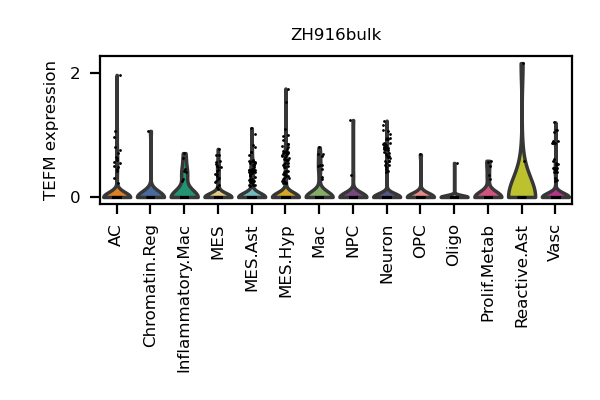 ZH916bulk
TEFM expression
2
0
AC
Chromatin.Reg
Inflammatory.Mac
MES
MES.Ast
MES.Hyp
Mac
NPC
Neuron
OPC
Oligo
Prolif.Metab
Reactive.Ast
Vasc